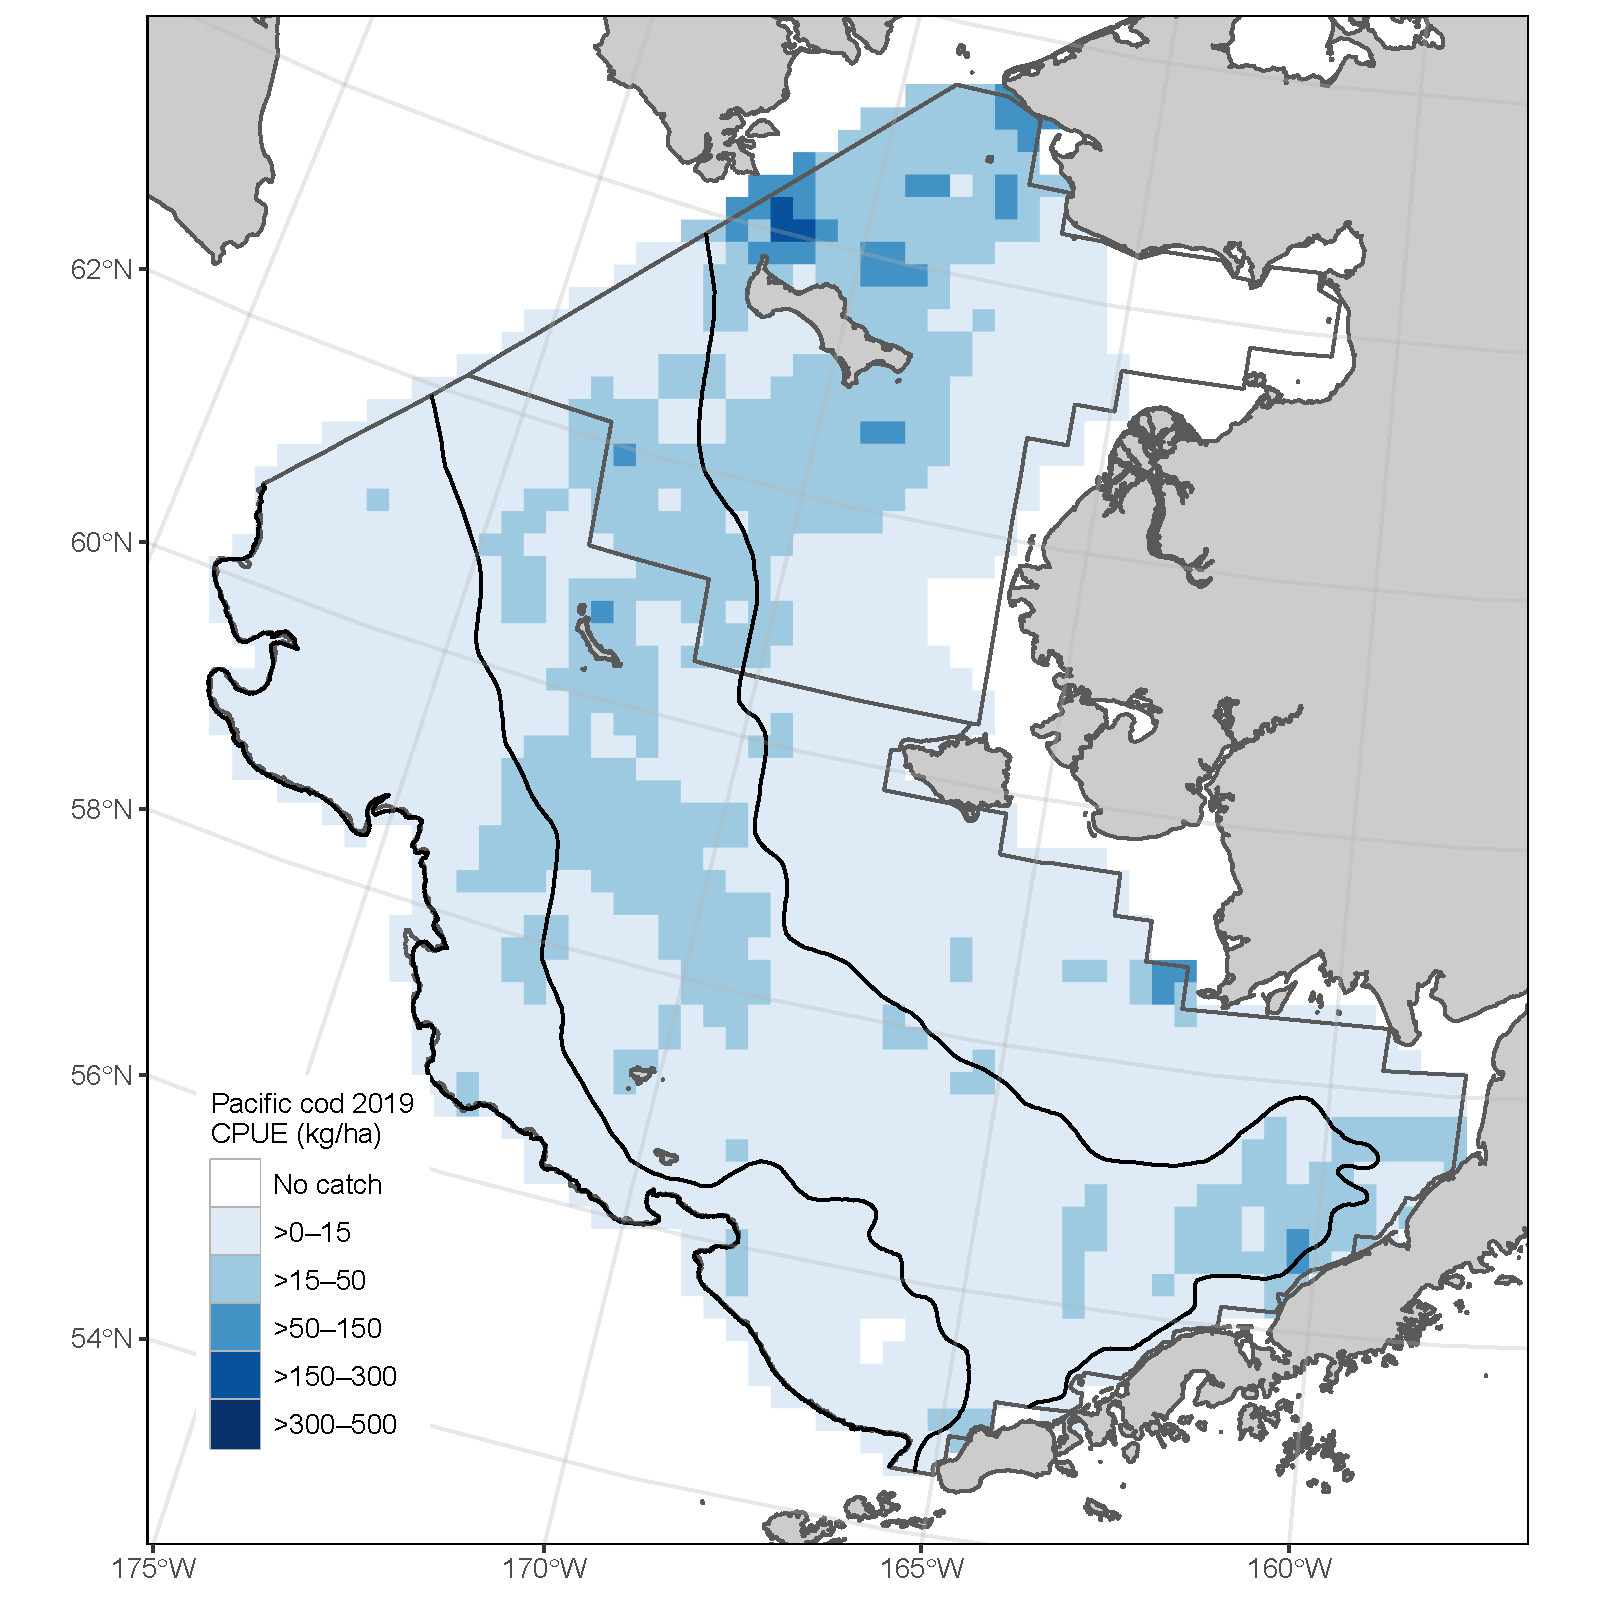 62°N
60°N
58°N
56°N
54°N
Pacific cod 2019
CPUE (kg/ha)
No catch
>0–15
>15–50
>50–150
>150–300
>300–500
175°W
170°W
165°W
160°W